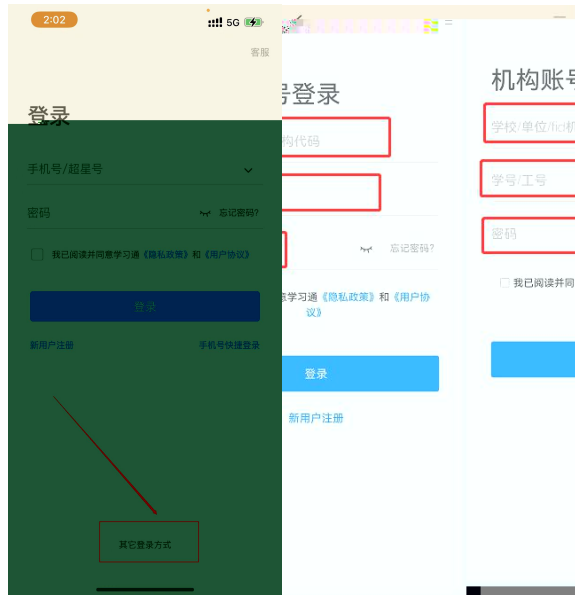 2:02
5G
客服
登录
手机号/超星号
密码
忘记密码?
我已阅读并同意学习通《隐私政策》和《用户协议》
登录
新用户注册
手机号快捷登录
其它登录方式
号登录
构代码
忘记密码?
意学习通《隐私政策》和《用户协
议》
登录
新用户注册
机构账号
学校/单位/fid机
学号/工号
密码
我已阅读并同